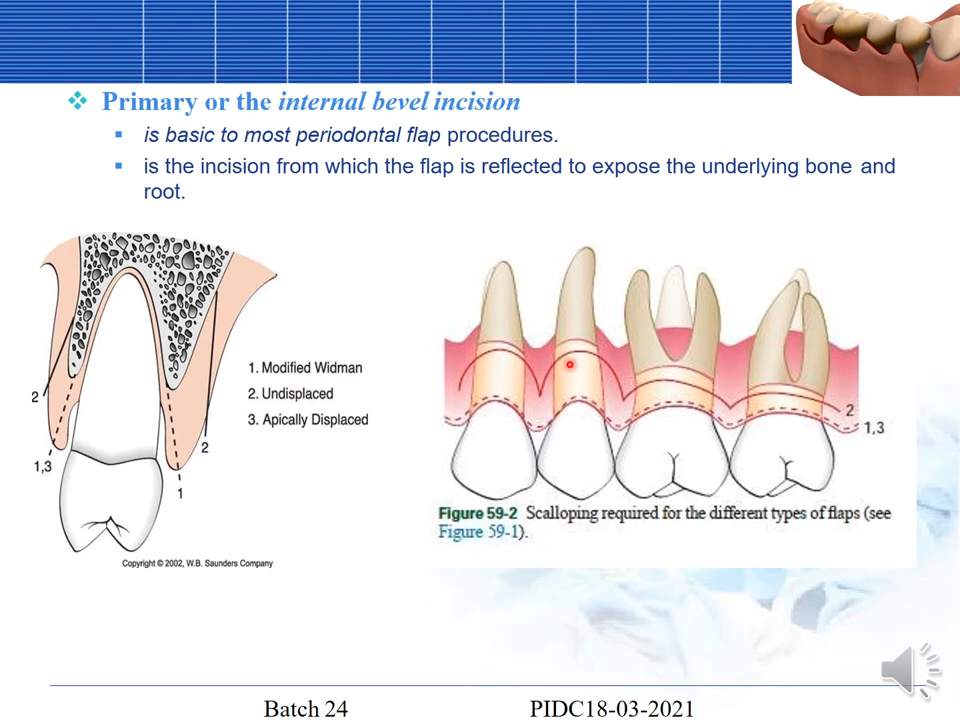 Primary or the internal bevel incision
is basic to most periodontal flap procedures.
is the incision from which the flap is reflected to expose the underlying bone and
root.
1. Modified Widman
2. Undisplaced
3. Apically Displaced
2
1,3
2
1
Copyright © 2002, W.B. Saunders Company
2
1,3
Figure 59-2 Scalloping required for the different types of flaps (see
Figure 59-1).
Batch 24 PIDC18-03-2021